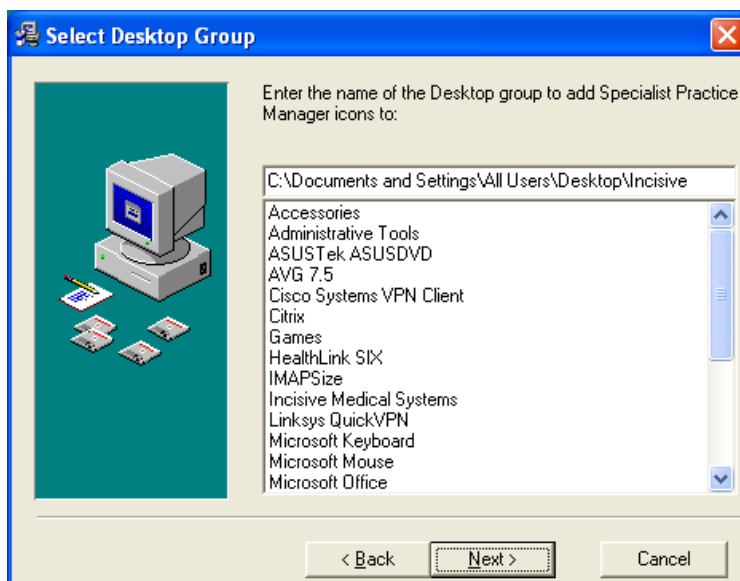 Select Desktop Group
Enter the name of the Desktop group to add Specialist Practice
Manager icons to:
C:\Documents and Settings\All Users\Desktop\Incisive
Accessories
Administrative Tools
ASUSTek ASUSDVD
AVG 7.5
Cisco Systems VPN Client
Citrix
Games
HealthLink SIX
IMAPSize
Incisive Medical Systems
Linksys QuickVPN
Microsoft Keyboard
Microsoft Mouse
Microsoft Office
< Back
Next >
Cancel